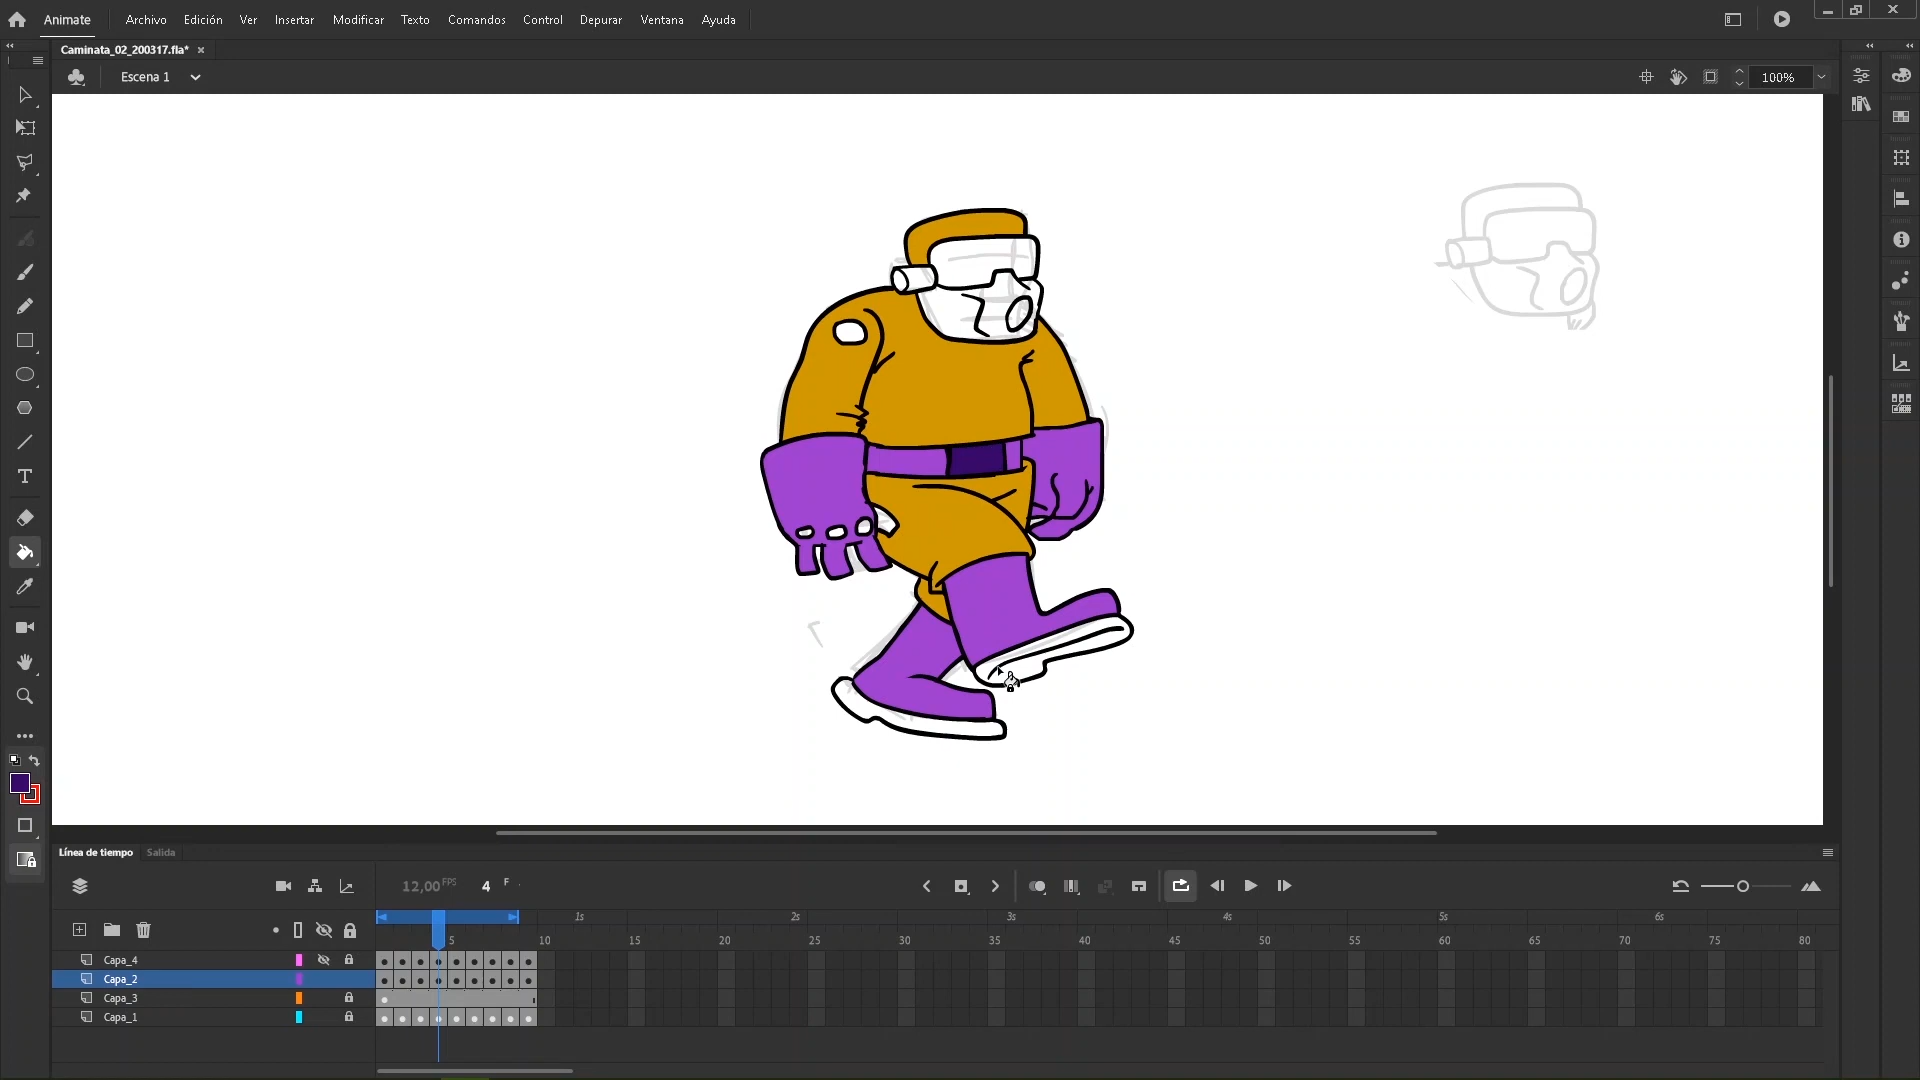 Animate Archivo Edición Ver Insertar Modificar Texto Comandos Control Depurar Ventana Ayuda
Caminata_02_200317.fla*
Escena 1
100%
Línea de tiempo Salida
12,00 FPS 4 F
1s 2s 3s 4s 5s 6s
5 10 15 20 25 30 35 40 45 50 55 60 65 70 75 80
Capa_4
Capa_2
Capa_3
Capa_1